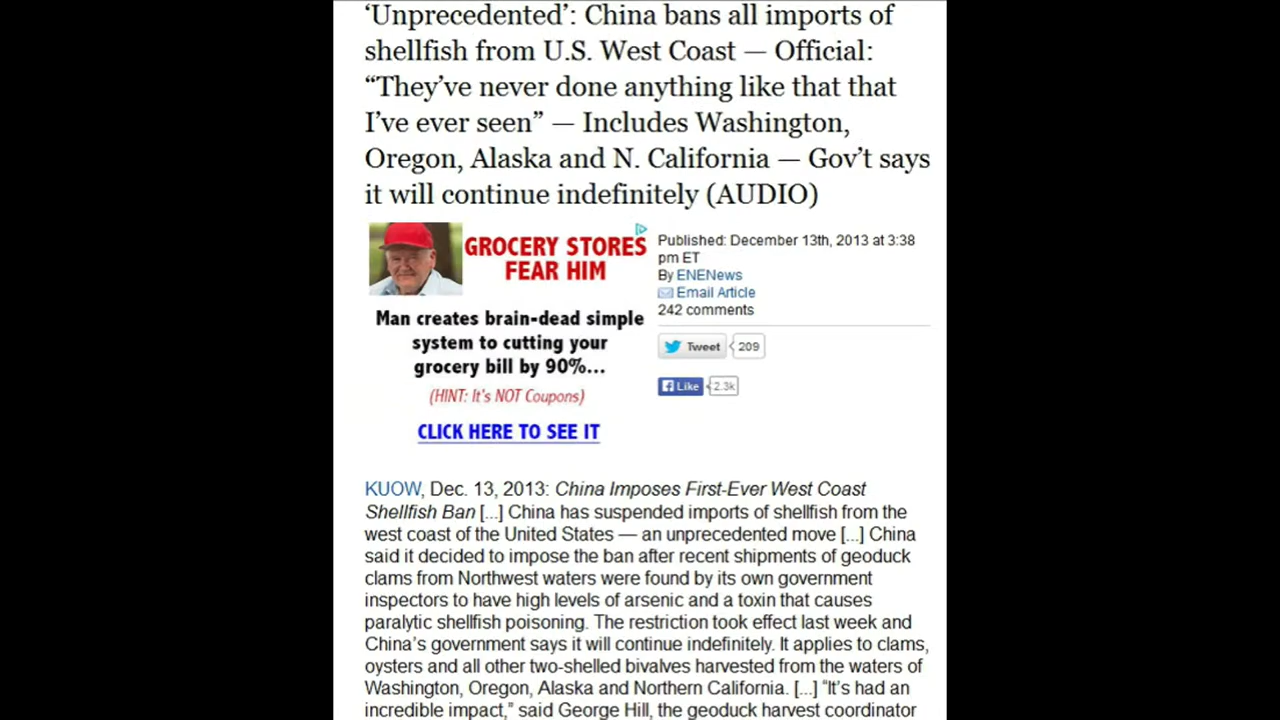 ‘Unprecedented’: China bans all imports of
shellfish from U.S. West Coast — Official:
“They’ve never done anything like that that
I’ve ever seen” — Includes Washington,
Oregon, Alaska and N. California — Gov’t says
it will continue indefinitely (AUDIO)
GROCERY STORES
FEAR HIM
Man creates brain-dead simple
system to cutting your
grocery bill by 90%...
(HINT: It's NOT Coupons)
CLICK HERE TO SEE IT
Published: December 13th, 2013 at 3:38
pm ET
By ENENews
Email Article
242 comments
Tweet 209
Like 2.3k
KUOW, Dec. 13, 2013: China Imposes First-Ever West Coast
Shellfish Ban [...] China has suspended imports of shellfish from the
west coast of the United States — an unprecedented move [...] China
said it decided to impose the ban after recent shipments of geoduck
clams from Northwest waters were found by its own government
inspectors to have high levels of arsenic and a toxin that causes
paralytic shellfish poisoning. The restriction took effect last week and
China’s government says it will continue indefinitely. It applies to clams,
oysters and all other two-shelled bivalves harvested from the waters of
Washington, Oregon, Alaska and Northern California. [...] “It’s had an
incredible impact,” said George Hill, the geoduck harvest coordinator